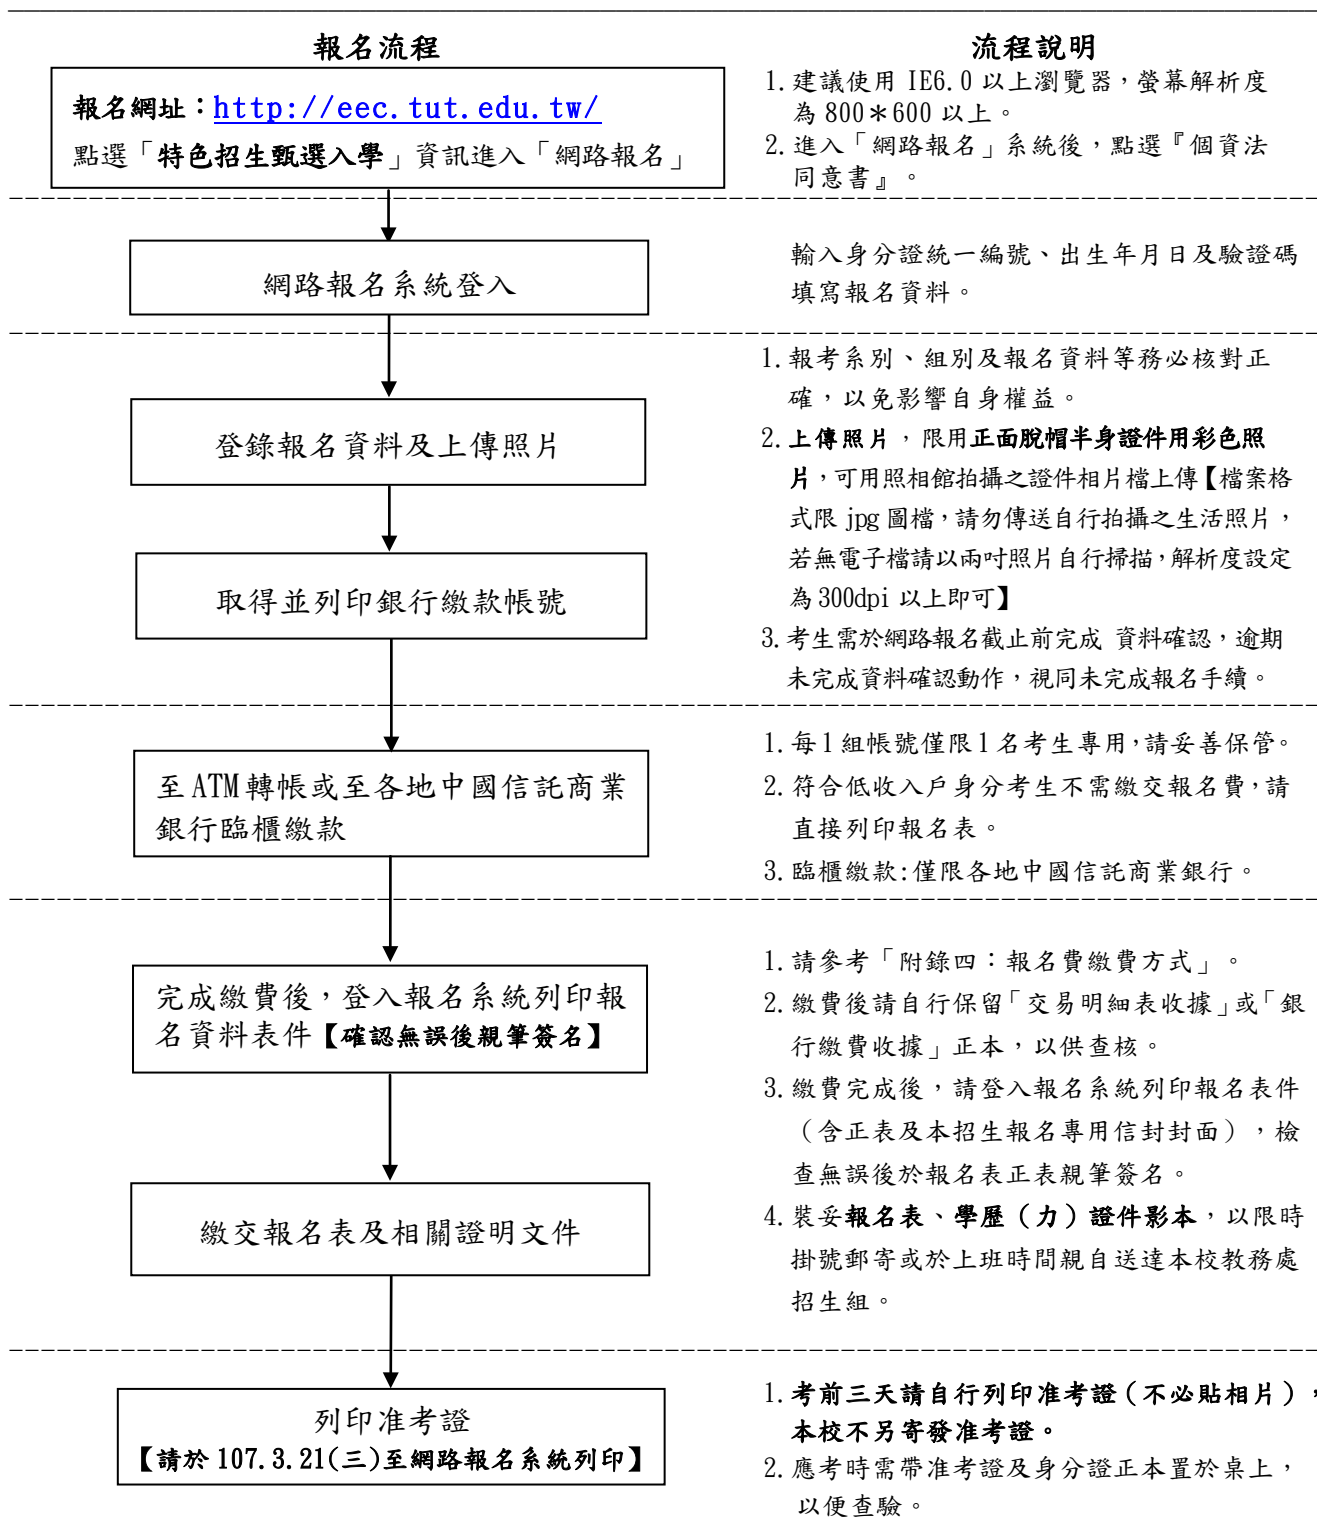 報名流程
流程說明
報名網址：http://eec.tut.edu.tw/
點選「特色招生甄選入學」資訊進入「網路報名」
1.建議使用 IE6.0 以上瀏覽器，螢幕解析度
為 800＊600 以上。
2.進入「網路報名」系統後，點選『個資法
同意書』。
網路報名系統登入
輸入身分證統一編號、出生年月日及驗證碼
填寫報名資料。
登錄報名資料及上傳照片
取得並列印銀行繳款帳號
1.報考系別、組別及報名資料等務必核對正
確，以免影響自身權益。
2.上傳照片，限用正面脫帽半身證件用彩色照
片，可用照相館拍攝之證件相片檔上傳【檔案格
式限 jpg 圖檔，請勿傳送自行拍攝之生活照片，
若無電子檔請以兩吋照片自行掃描，解析度設定
為 300dpi 以上即可】
3.考生需於網路報名截止前完成 資料確認，逾期
未完成資料確認動作，視同未完成報名手續。
至 ATM 轉帳或至各地中國信託商業
銀行臨櫃繳款
1.每 1 組帳號僅限 1 名考生專用，請妥善保管。
2.符合低收入戶身分考生不需繳交報名費，請
直接列印報名表。
3.臨櫃繳款:僅限各地中國信託商業銀行。
完成繳費後，登入報名系統列印報
名資料表件【確認無誤後親筆簽名】
繳交報名表及相關證明文件
1.請參考「附錄四：報名費繳費方式」。
2.繳費後請自行保留「交易明細表收據」或「銀
行繳費收據」正本，以供查核。
3.繳費完成後，請登入報名系統列印報名表件
（含正表及本招生報名專用信封封面），檢
查無誤後於報名表正表親筆簽名。
4.裝妥報名表、學歷（力）證件影本，以限時
掛號郵寄或於上班時間親自送達本校教務處
招生組。
列印准考證
【請於 107.3.21(三)至網路報名系統列印】
1.考前三天請自行列印准考證（不必貼相片），
本校不另寄發准考證。
2.應考時需帶准考證及身分證正本置於桌上，
以便查驗。